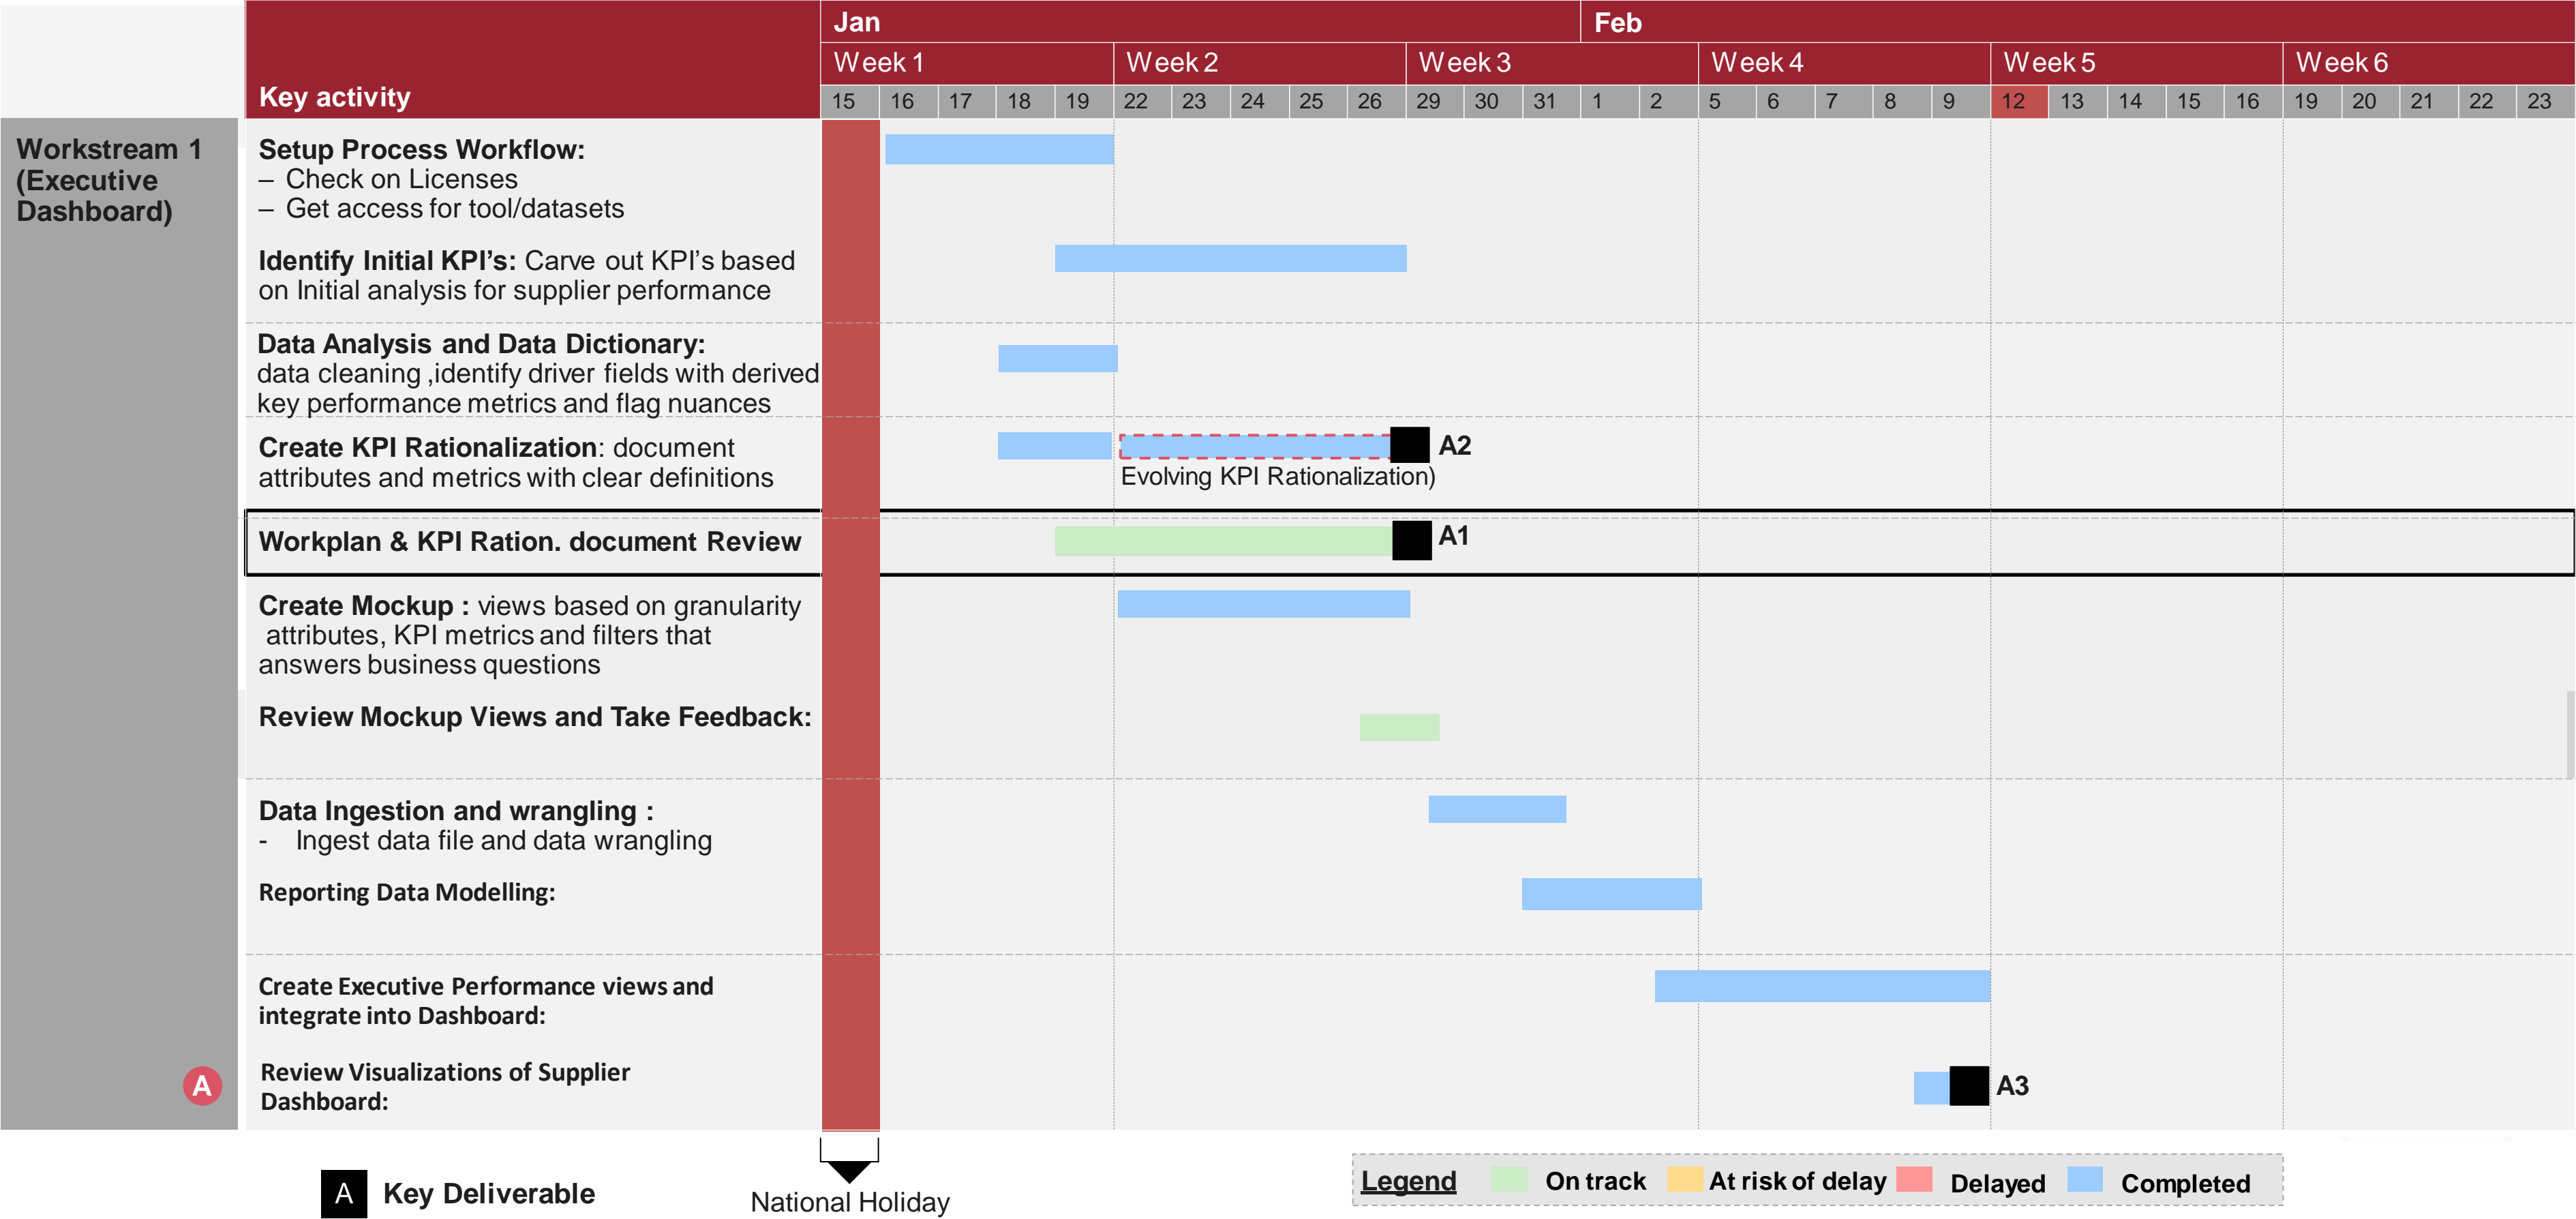 Jan
Feb
Week 1
Week 2
Week 3
Week 4
Week 5
Week 6
Key activity
15 16 17 18 19 22 23 24 25 26 29 30 31 1 2 5 6 7 8 9 12 13 14 15 16 19 20 21 22 23
Workstream 1
(Executive
Dashboard)
Setup Process Workflow:
– Check on Licenses
– Get access for tool/datasets
Identify Initial KPI’s: Carve out KPI’s based
on Initial analysis for supplier performance
Data Analysis and Data Dictionary:
data cleaning ,identify driver fields with derived
key performance metrics and flag nuances
Create KPI Rationalization: document
attributes and metrics with clear definitions
A2
Evolving KPI Rationalization)
Workplan & KPI Ration. document Review
A1
Create Mockup : views based on granularity
attributes, KPI metrics and filters that
answers business questions
Review Mockup Views and Take Feedback:
Data Ingestion and wrangling :
- Ingest data file and data wrangling
Reporting Data Modelling:
Create Executive Performance views and
integrate into Dashboard:
A
Review Visualizations of Supplier
Dashboard:
A3
A Key Deliverable
National Holiday
Legend On track At risk of delay Delayed Completed